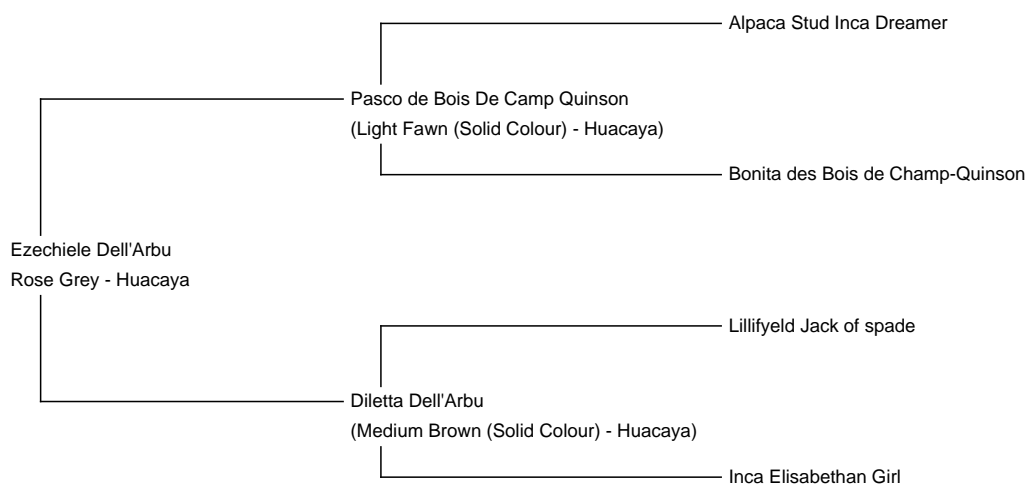 Alpaca Stud Inca Dreamer
Pasco de Bois De Camp Quinson
(Light Fawn (Solid Colour) - Huacaya)
Bonita des Bois de Champ-Quinson
Ezechiele Dell'Arbu
Rose Grey - Huacaya
Lillifyeld Jack of spade
Diletta Dell'Arbu
(Medium Brown (Solid Colour) - Huacaya)
Inca Elisabethan Girl